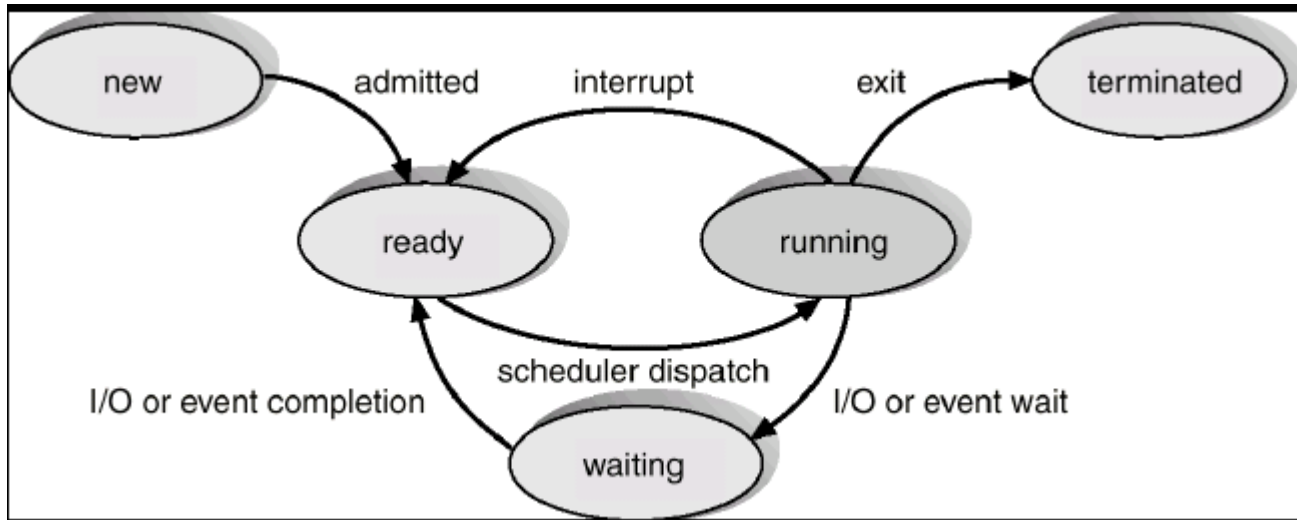 new
admitted
interrupt
exit
terminated
ready
running
scheduler dispatch
I/O or event completion
I/O or event wait
waiting